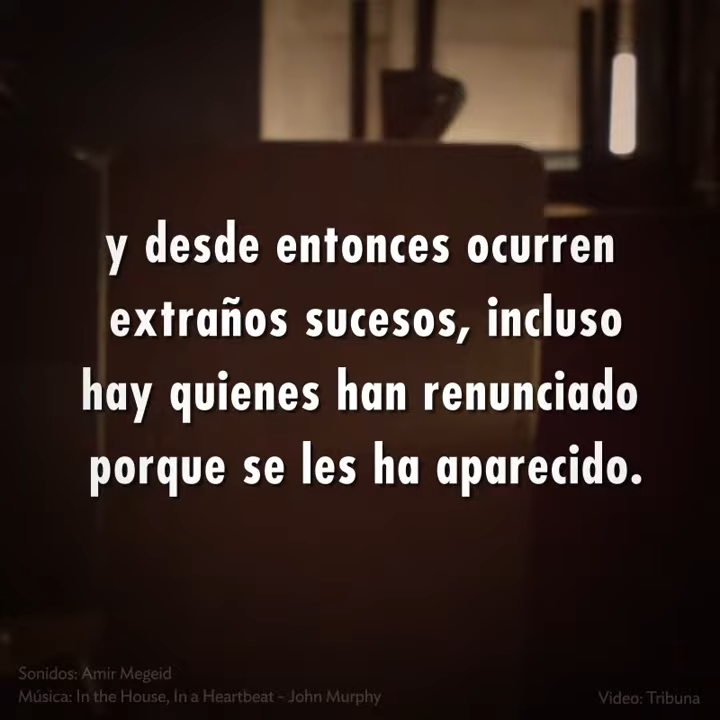 y desde entonces ocurren
extraños sucesos, incluso
hay quienes han renunciado
porque se les ha aparecido.
Sonidos: Amir Megeid
Música: In the House, In a Heartbeat - John Murphy
Video: Tribuna